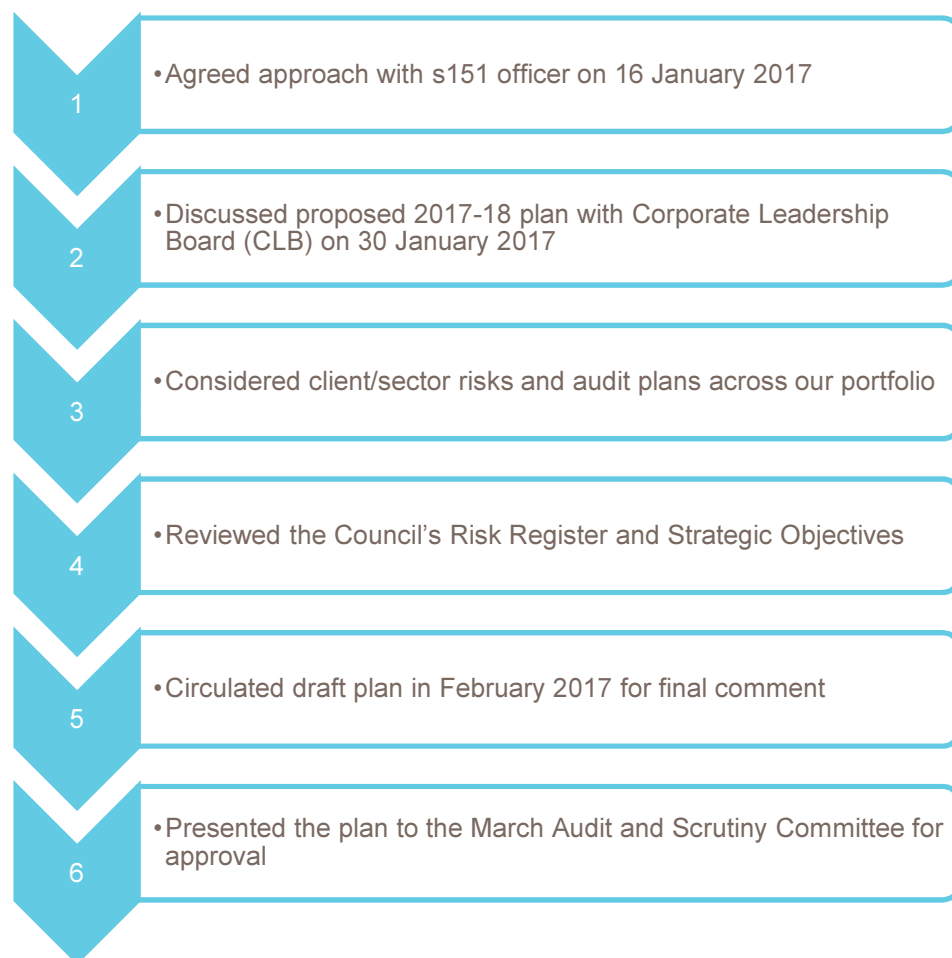 1
•Agreed approach with s151 officer on 16 January 2017
2
•Discussed proposed 2017-18 plan with Corporate Leadership
Board (CLB) on 30 January 2017
3
•Considered client/sector risks and audit plans across our portfolio
4
•Reviewed the Council’s Risk Register and Strategic Objectives
5
•Circulated draft plan in February 2017 for final comment
6
•Presented the plan to the March Audit and Scrutiny Committee for
approval